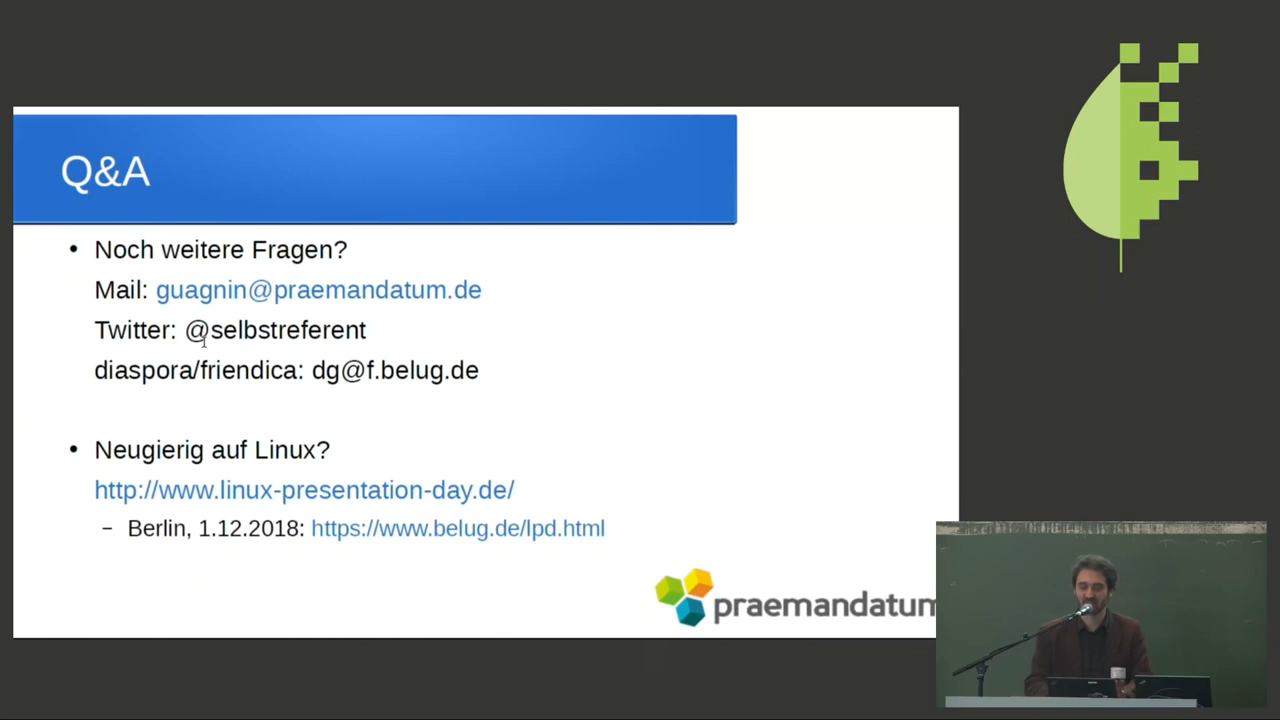 Q&A
Noch weitere Fragen?
Mail: guagnin@praemandatum.de
Twitter: @selbstreferent
diaspora/friendica: dg@f.belug.de
Neugierig auf Linux?
http://www.linux-presentation-day.de/
– Berlin, 1.12.2018: https://www.belug.de/lpd.html
praemandatum